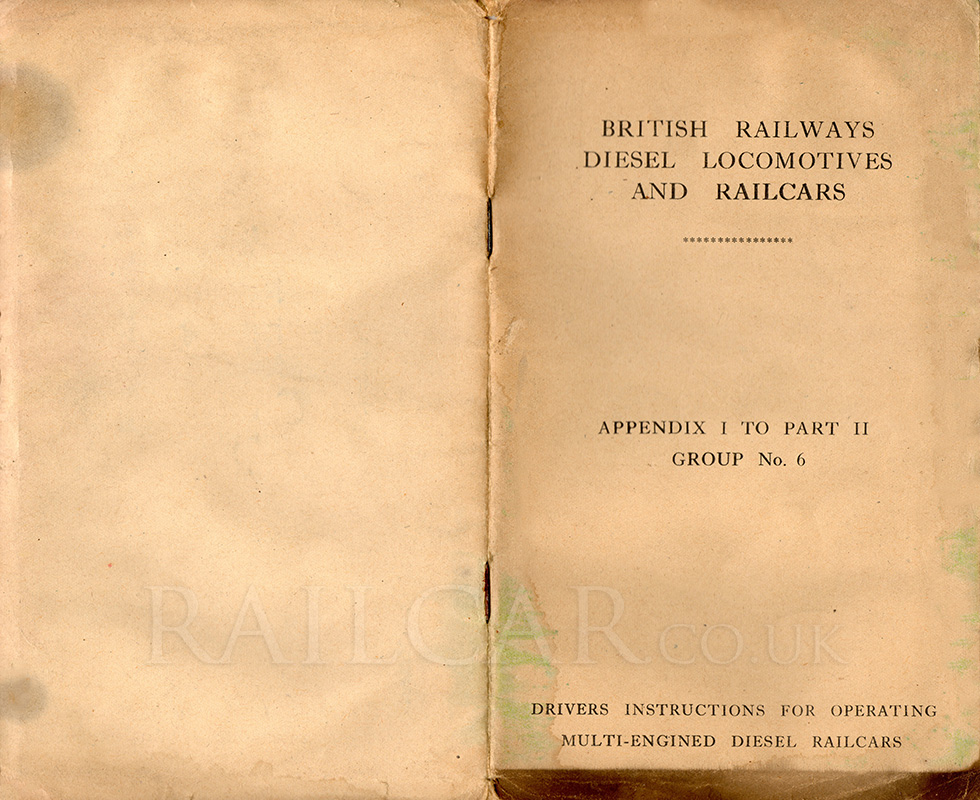 BRITISH RAILWAYS
DIESEL LOCOMOTIVES
AND RAILCARS
****************
APPENDIX I TO PART II
GROUP No. 6
RAILCAR.CO.UK
DRIVERS INSTRUCTIONS FOR OPERATING
MULTI-ENGINED DIESEL RAILCARS